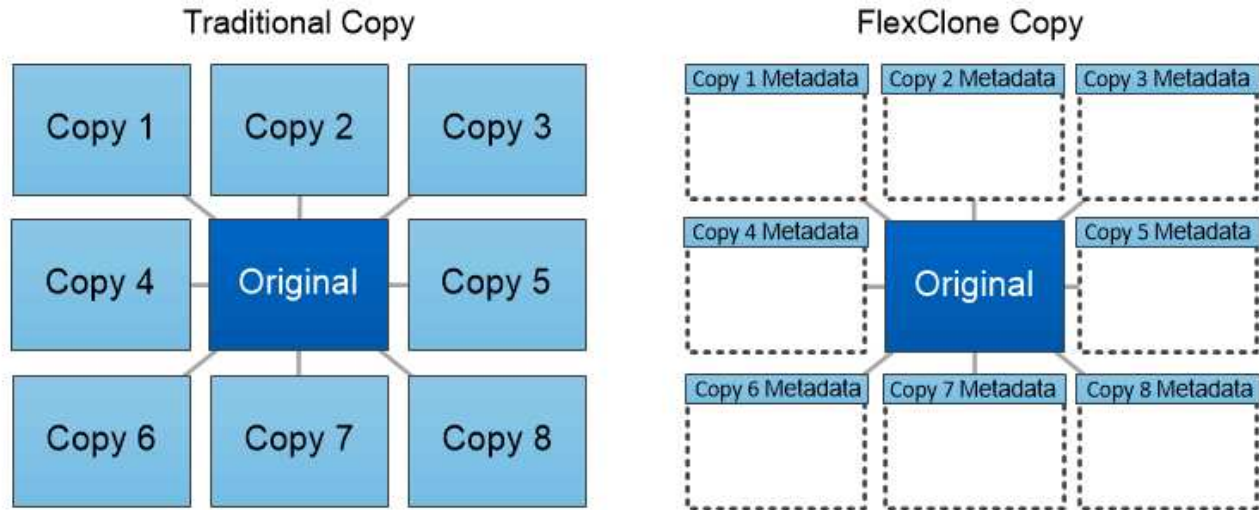 Traditional Copy
Copy 1
Copy 2
Copy 3
Copy 4
Original
Copy 5
Copy 6
Copy 7
Copy 8
FlexClone Copy
Copy 1 Metadata
Copy 2 Metadata
Copy 3 Metadata
Copy 4 Metadata
Original
Copy 5 Metadata
Copy 6 Metadata
Copy 7 Metadata
Copy 8 Metadata